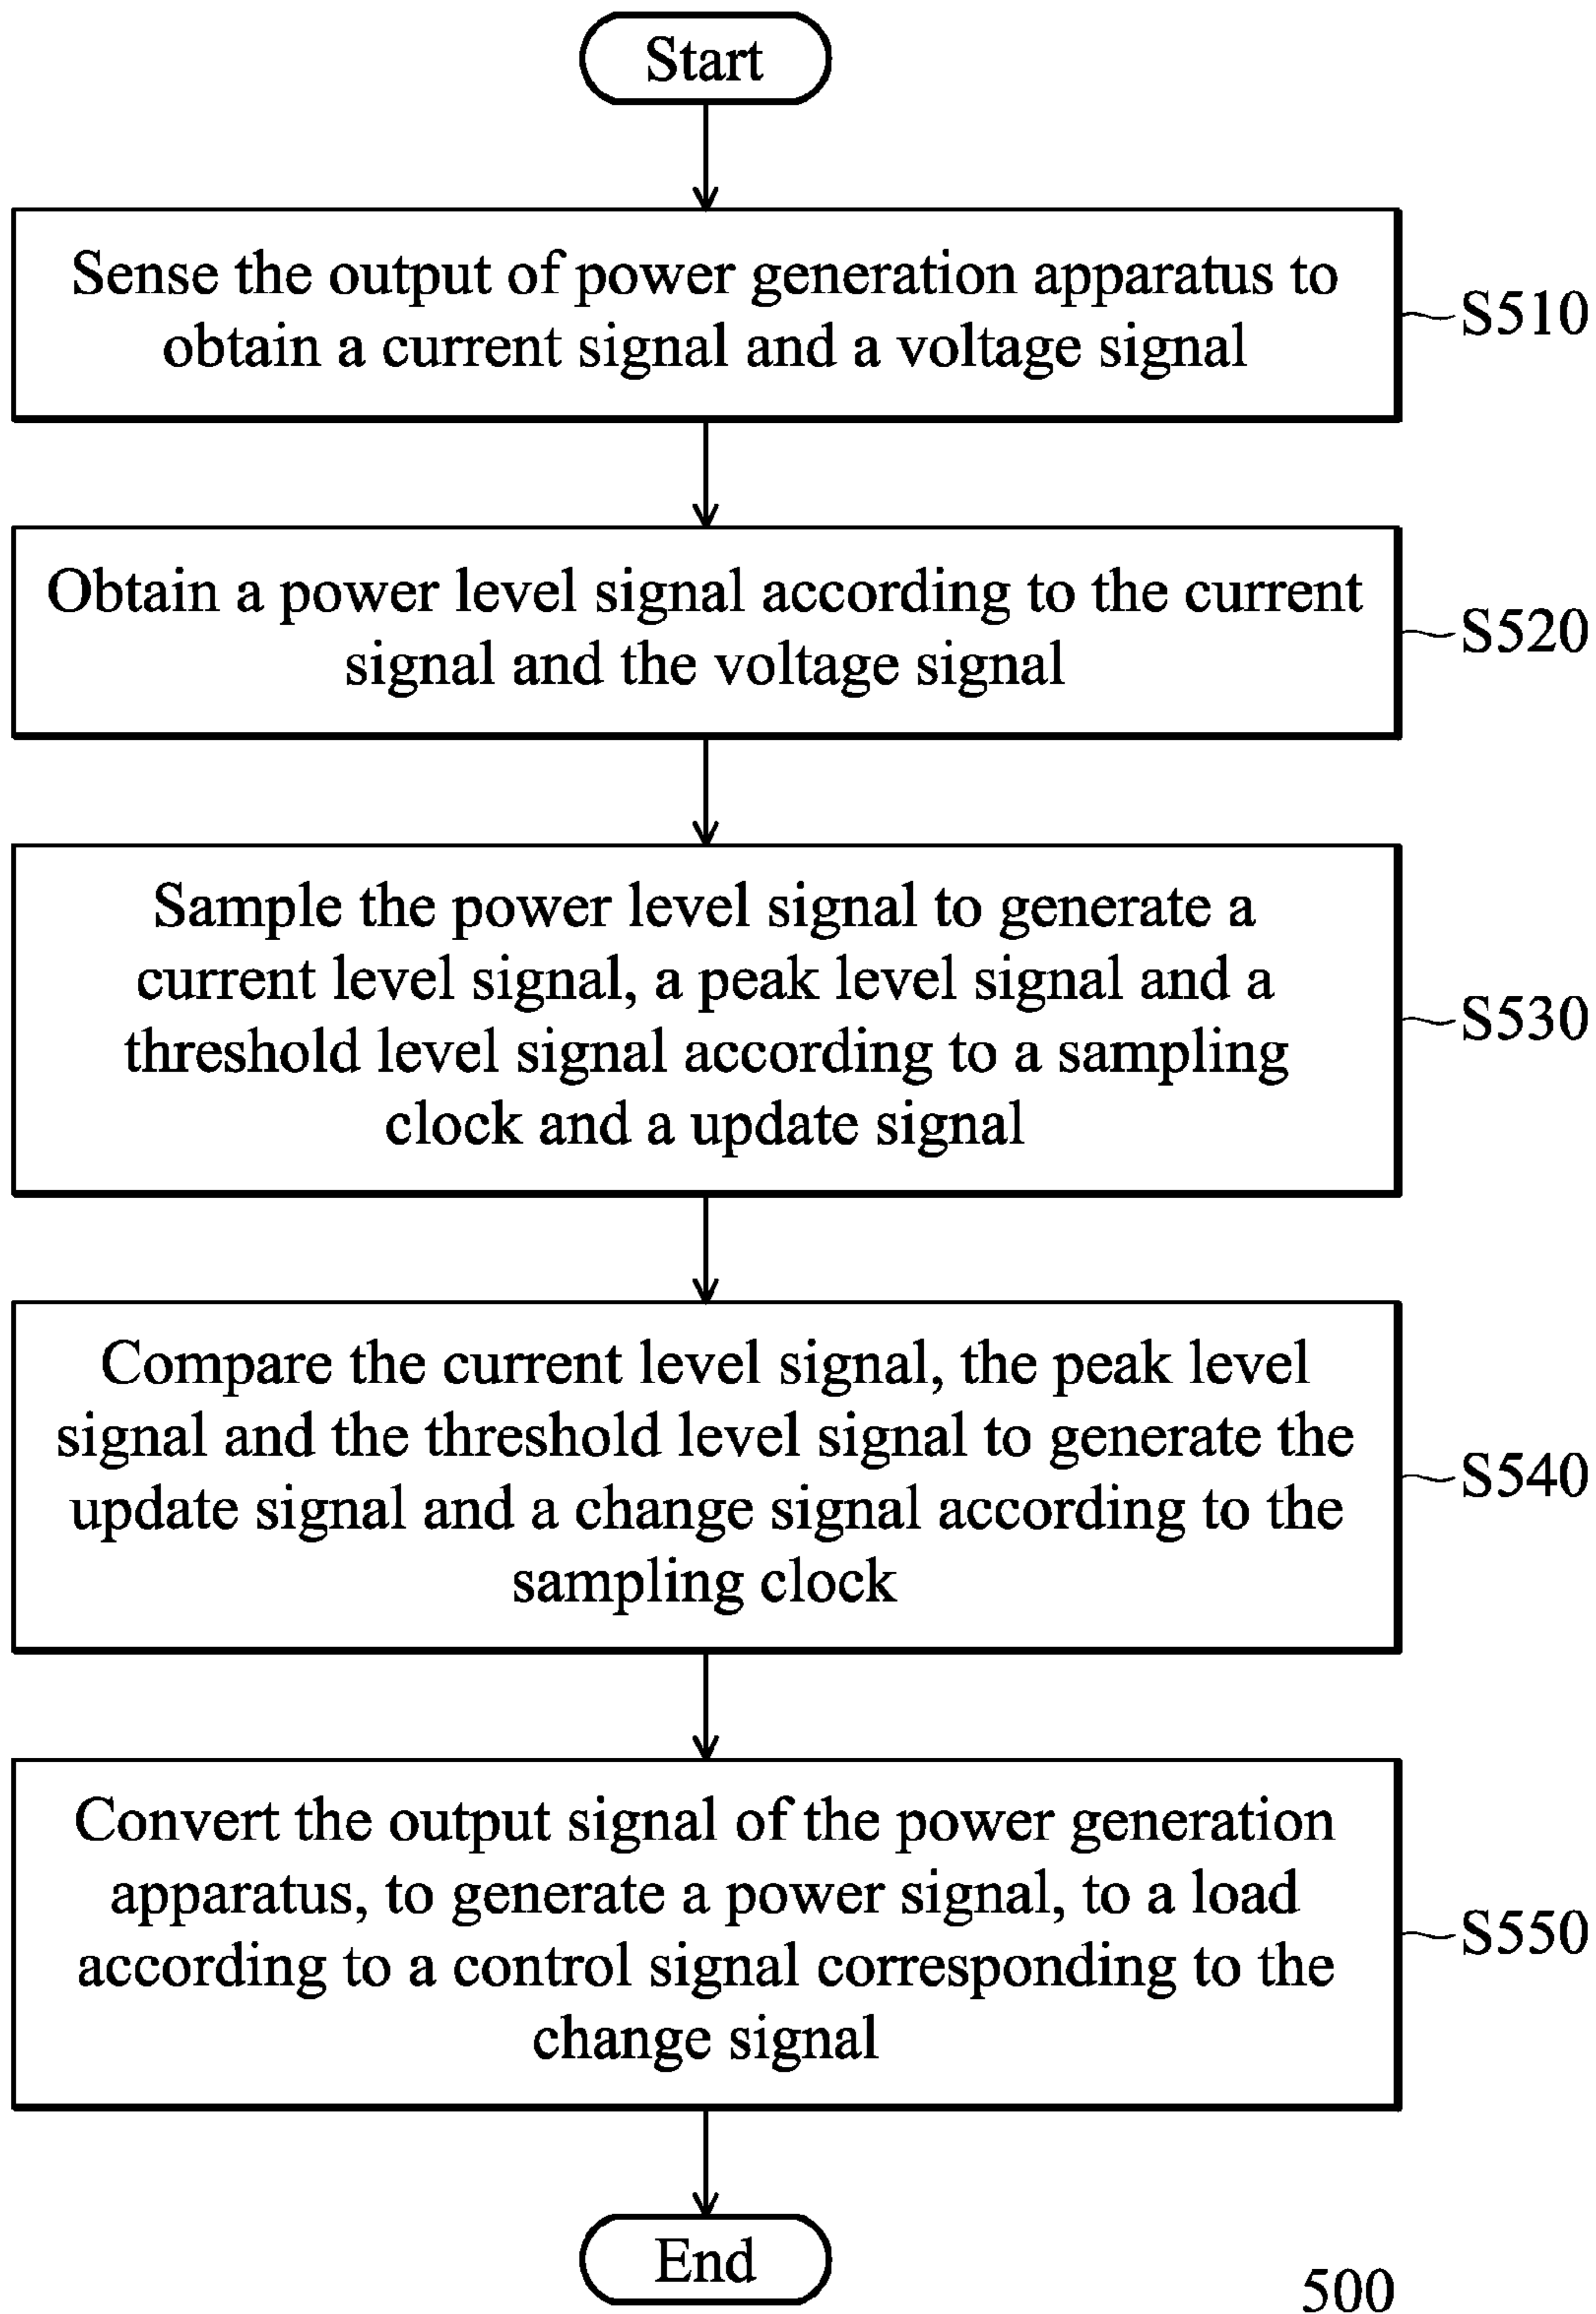 Start
Sense the output of power generation apparatus to
obtain a current signal and a voltage signal
S510
Obtain a power level signal according to the current
signal and the voltage signal
S520
Sample the power level signal to generate a
current level signal, a peak level signal and a
threshold level signal according to a sampling
clock and a update signal
S530
Compare the current level signal, the peak level
signal and the threshold level signal to generate the
update signal and a change signal according to the
sampling clock
S540
Convert the output signal of the power generation
apparatus, to generate a power signal, to a load
according to a control signal corresponding to the
change signal
S550
End
500